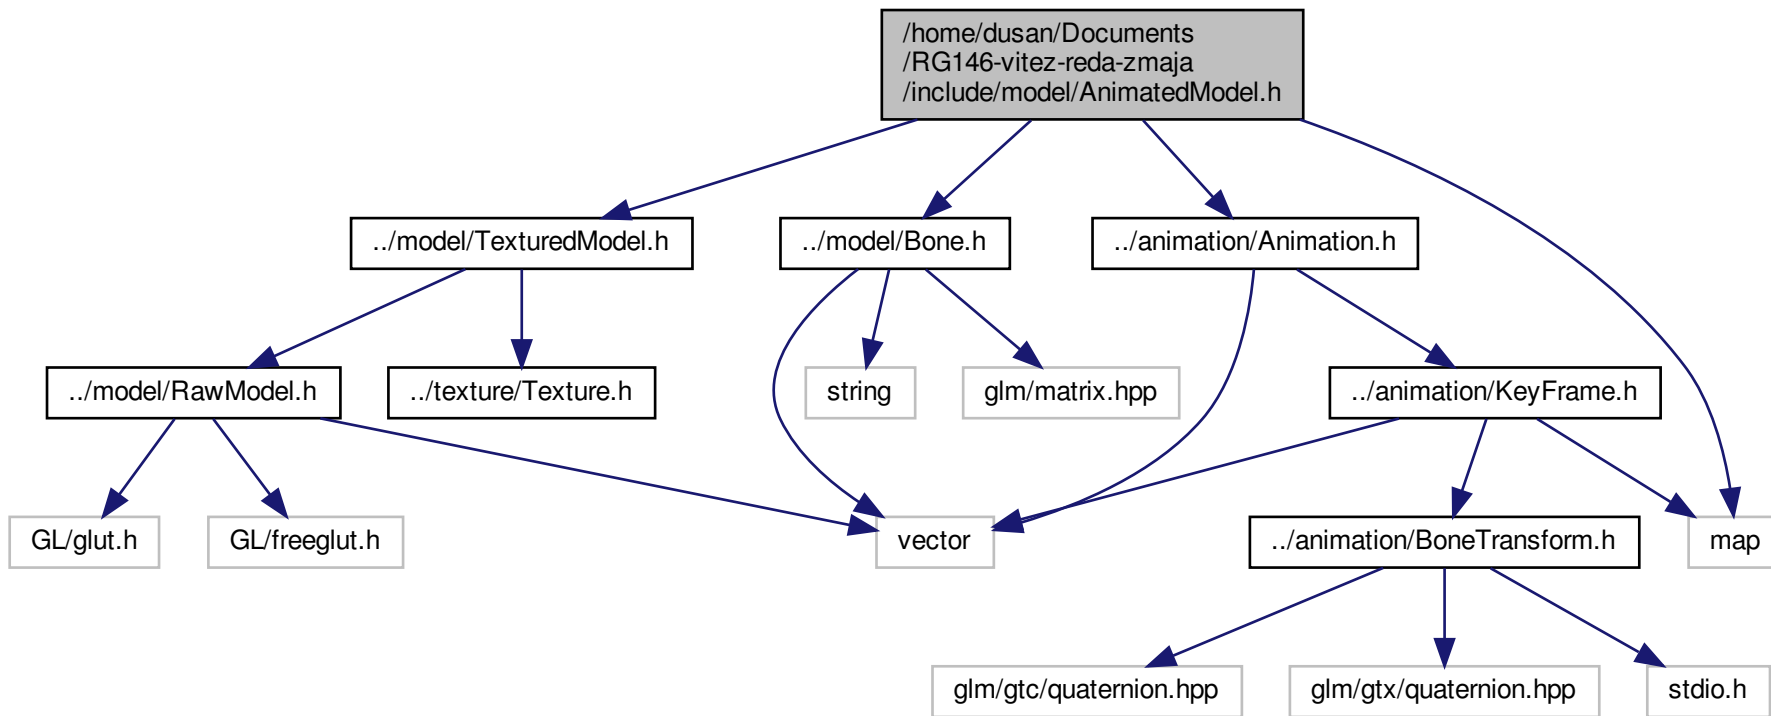 /home/dusan/Documents
/RG146-vitez-reda-zmaja
/include/model/AnimatedModel.h
../model/TexturedModel.h
../model/Bone.h
../animation/Animation.h
../model/RawModel.h
../texture/Texture.h
string
glm/matrix.hpp
../animation/KeyFrame.h
GL/glut.h
GL/freeglut.h
vector
../animation/BoneTransform.h
map
glm/gtc/quaternion.hpp
glm/gtx/quaternion.hpp
stdio.h